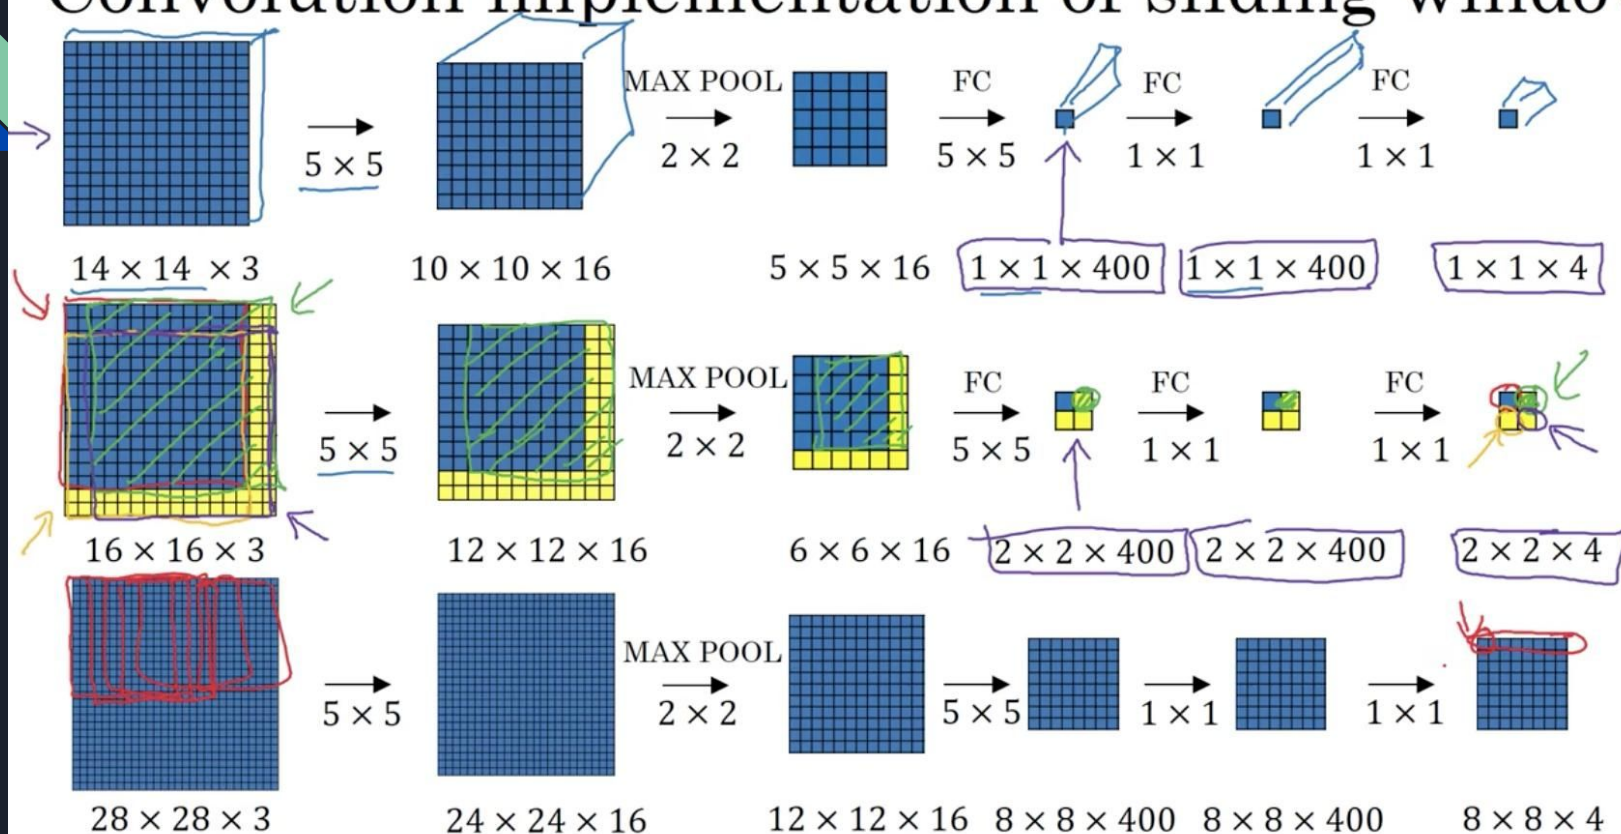 Convolution implementation of sliding windo
MAX POOL FC FC FC
5 × 5 2 × 2 5 × 5 1 × 1 1 × 1
14 × 14 × 3 10 × 10 × 16 5 × 5 × 16 1 × 1 × 400 1 × 1 × 400 1 × 1 × 4
MAX POOL FC FC FC
5 × 5 2 × 2 5 × 5 1 × 1 1 × 1
16 × 16 × 3 12 × 12 × 16 6 × 6 × 16 2 × 2 × 400 2 × 2 × 400 2 × 2 × 4
MAX POOL
5 × 5 2 × 2 5 × 5 1 × 1 1 × 1
28 × 28 × 3 24 × 24 × 16 12 × 12 × 16 8 × 8 × 400 8 × 8 × 400 8 × 8 × 4